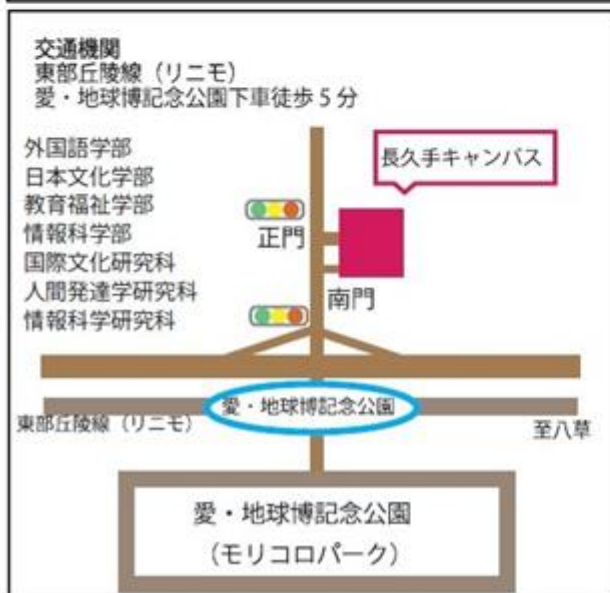 交通機関
東部丘陵線（リニモ）
愛・地球博記念公園下車徒歩５分
外国語学部
日本文化学部
教育福祉学部
情報科学部
国際文化研究科
人間発達学研究科
情報科学研究科
長久手キャンパス
正門
南門
愛・地球博記念公園
東部丘陵線（リニモ）
至八草
愛・地球博記念公園
（モリコロパーク）